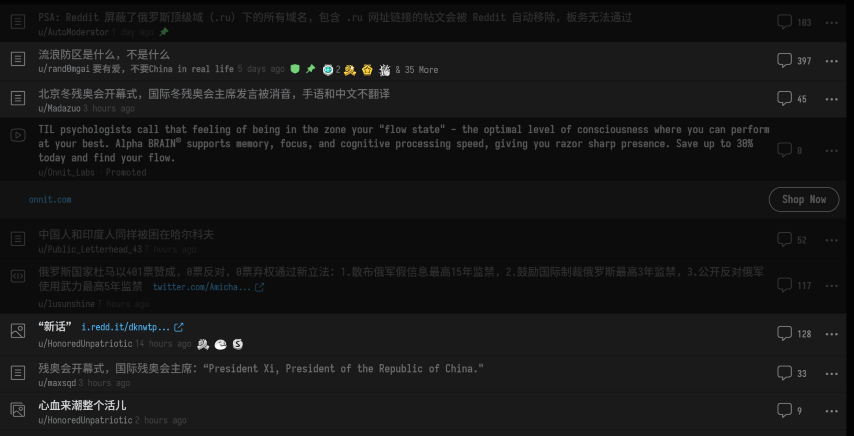 PSA: Reddit 屏蔽了俄罗斯顶级域 (.ru) 下的所有域名，包含 .ru 网址链接的帖文会被 Reddit 自动移除，板务无法通过
103
u/AutoModerator 1 day ago
流浪防区是什么，不是什么
397
u/rand0mgai 要有爱，不要China in real life 5 days ago 2 & 35 More
北京冬残奥会开幕式，国际冬残奥会主席发言被消音，手语和中文不翻译
45
u/Madazuo 3 hours ago
TIL psychologists call that feeling of being in the zone your "flow state" – the optimal level of consciousness where you can perform
at your best. Alpha BRAIN® supports memory, focus, and cognitive processing speed, giving you razor sharp presence. Save up to 30%
today and find your flow.
0
u/Onnit_Labs Promoted
onnit.com
Shop Now
中国人和印度人同样被困在哈尔科夫
52
u/Public_Letterhead_43 7 hours ago
俄罗斯国家杜马以401票赞成，0票反对，0票弃权通过新立法：1.散布俄军假信息最高15年监禁，2.鼓励国际制裁俄罗斯最高3年监禁，3.公开反对俄军
使用武力最高5年监禁 twitter.com/Amicha...
117
u/lusunshine 7 hours ago
“新话” i.redd.it/dknwtp...
128
u/HonoredUnpatriotic 14 hours ago
残奥会开幕式，国际残奥会主席：“President Xi, President of the Republic of China."
33
u/maxsqd 3 hours ago
心血来潮整个活儿
9
u/HonoredUnpatriotic 2 hours ago